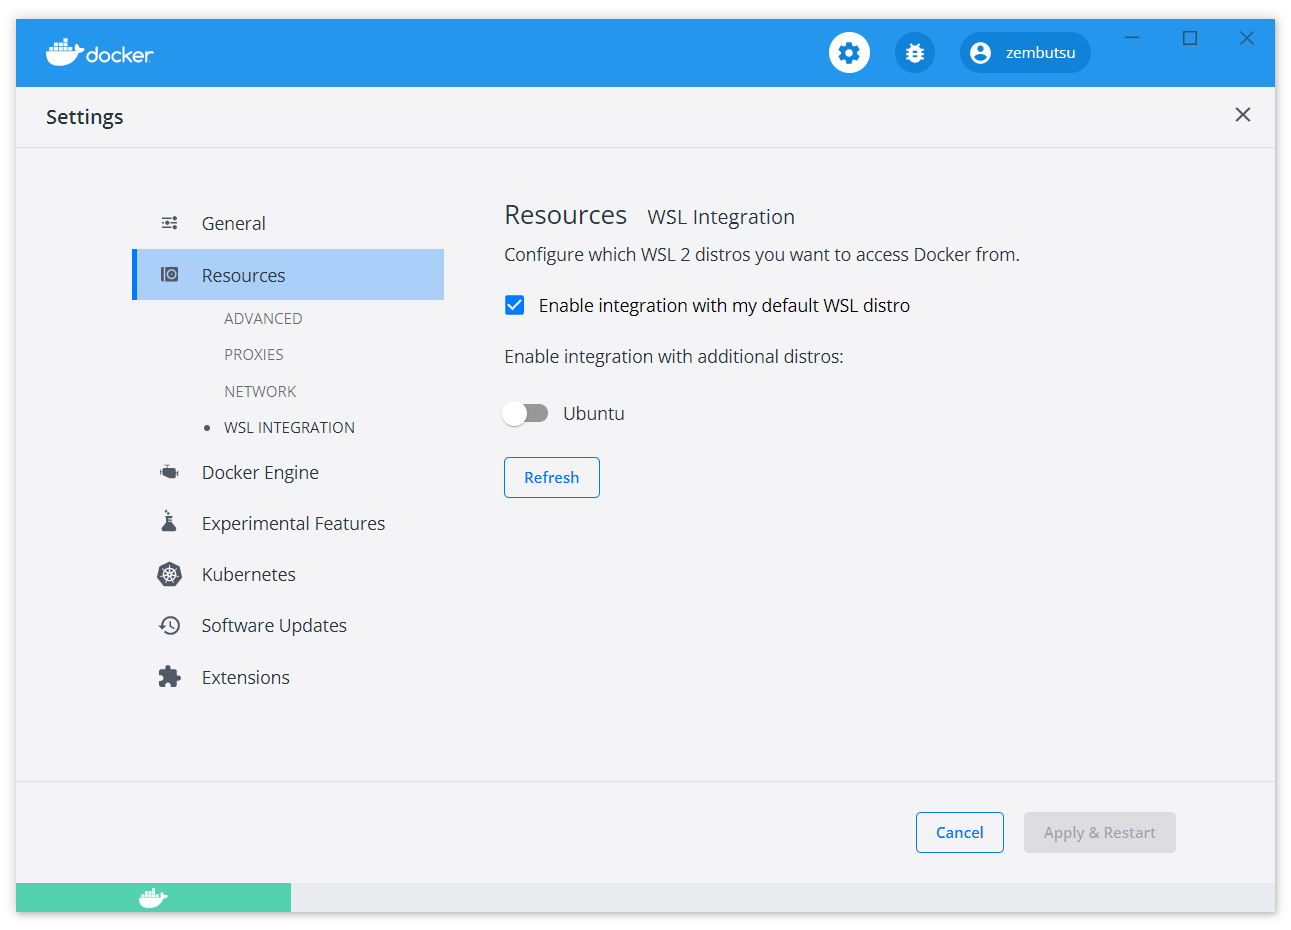 docker
zembutsu
Settings
General
Resources
ADVANCED
PROXIES
NETWORK
WSL INTEGRATION
Docker Engine
Experimental Features
Kubernetes
Software Updates
Extensions
Resources WSL Integration
Configure which WSL 2 distros you want to access Docker from.
Enable integration with my default WSL distro
Enable integration with additional distros:
Ubuntu
Refresh
Cancel
Apply & Restart